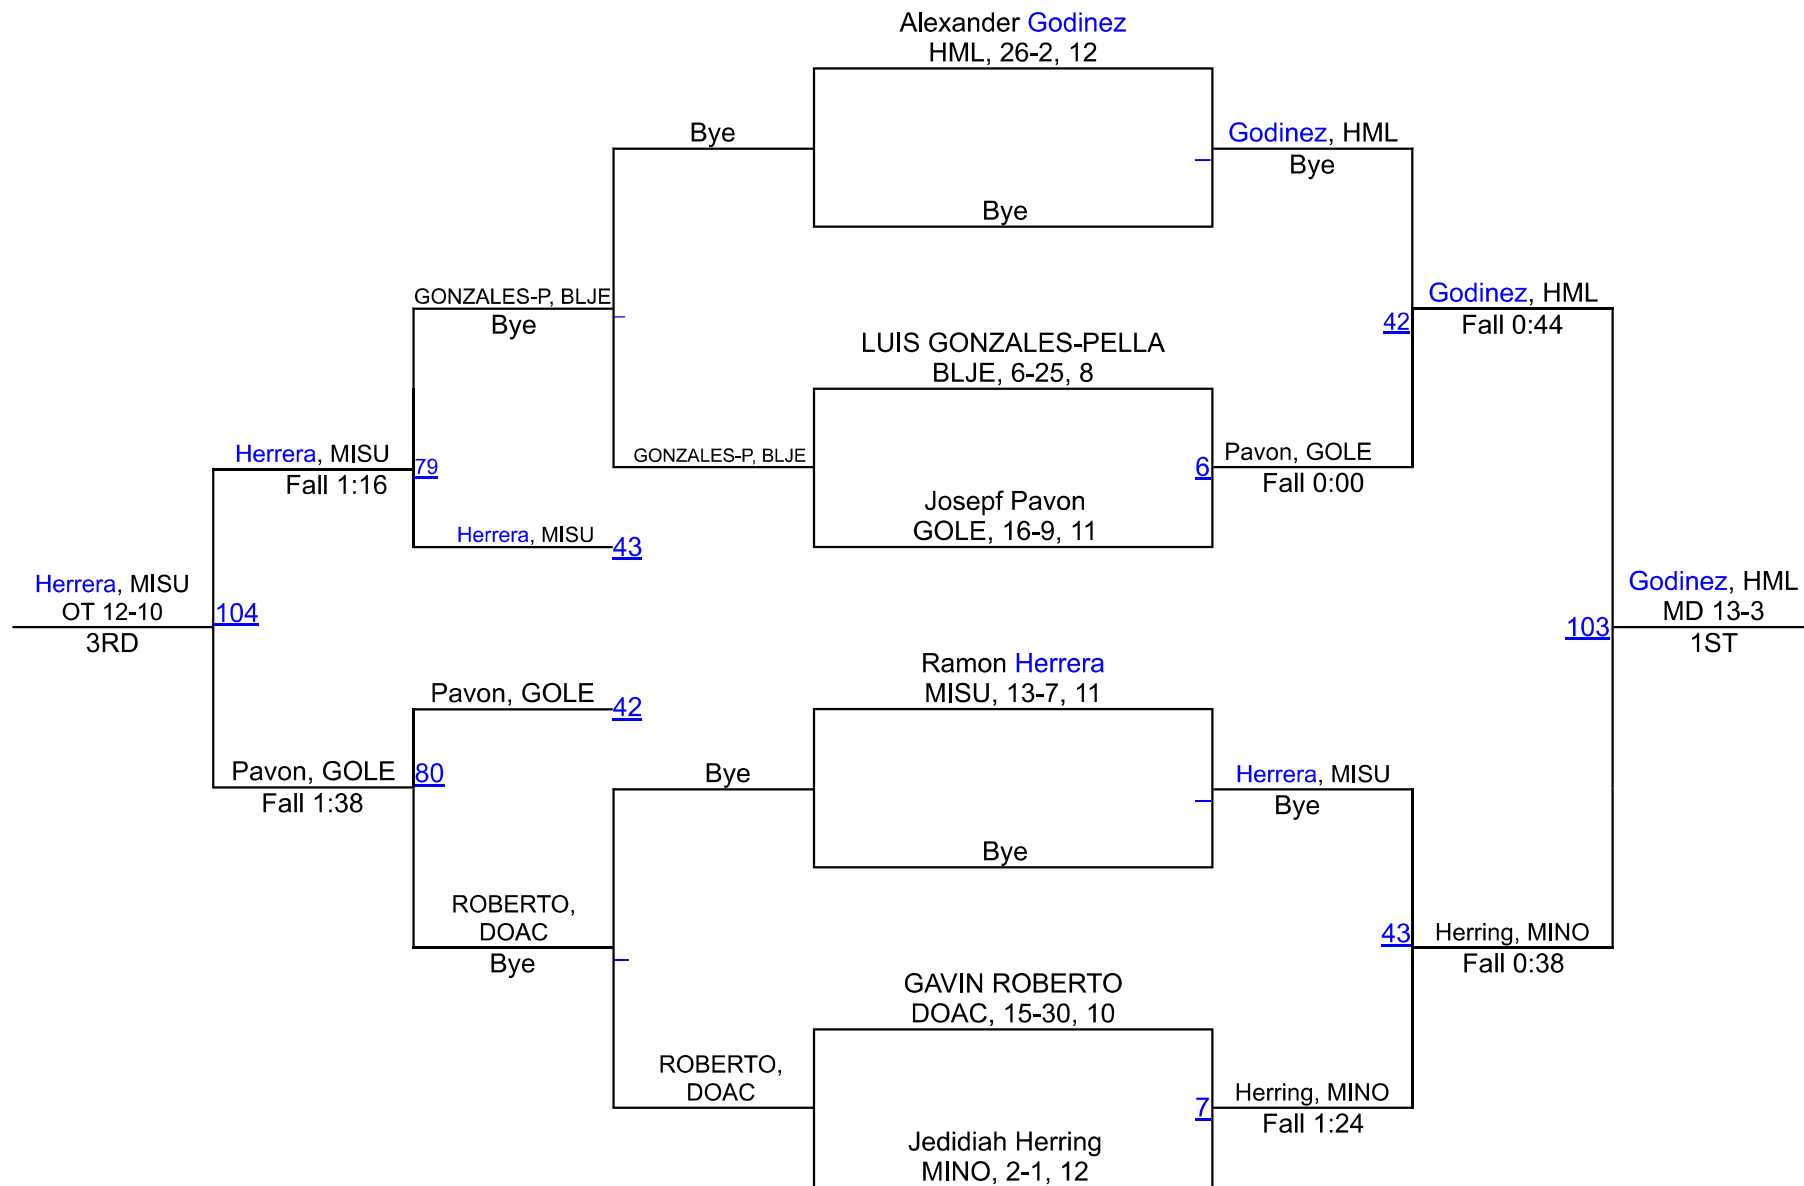 Alexander Godinez
HML, 26-2, 12
Bye
Godinez, HML
Bye
Bye
GONZALES-P, BLJE
Bye
Godinez, HML
42
Fall 0:44
LUIS GONZALES-PELLA
BLJE, 6-25, 8
Herrera, MISU
79
Fall 1:16
GONZALES-P, BLJE
6
Pavon, GOLE
Fall 0:00
Josepf Pavon
GOLE, 16-9, 11
Herrera, MISU
43
Herrera, MISU
OT 12-10
104
3RD
Godinez, HML
MD 13-3
103
1ST
Ramon Herrera
MISU, 13-7, 11
Pavon, GOLE
42
Pavon, GOLE
80
Fall 1:38
Bye
Herrera, MISU
Bye
Bye
ROBERTO,
DOAC
Bye
43
Herring, MINO
Fall 0:38
GAVIN ROBERTO
DOAC, 15-30, 10
ROBERTO,
DOAC
7
Herring, MINO
Fall 1:24
Jedidiah Herring
MINO, 2-1, 12